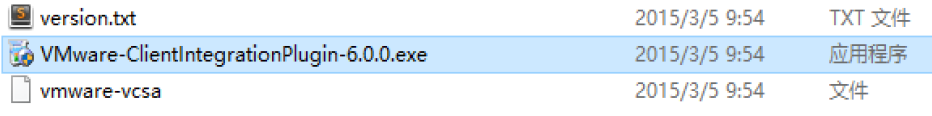 version.txt 2015/3/5 9:54 TXT 文件
VMware-ClientIntegrationPlugin-6.0.0.exe 2015/3/5 9:54 应用程序
vmware-vcsa 2015/3/5 9:54 文件